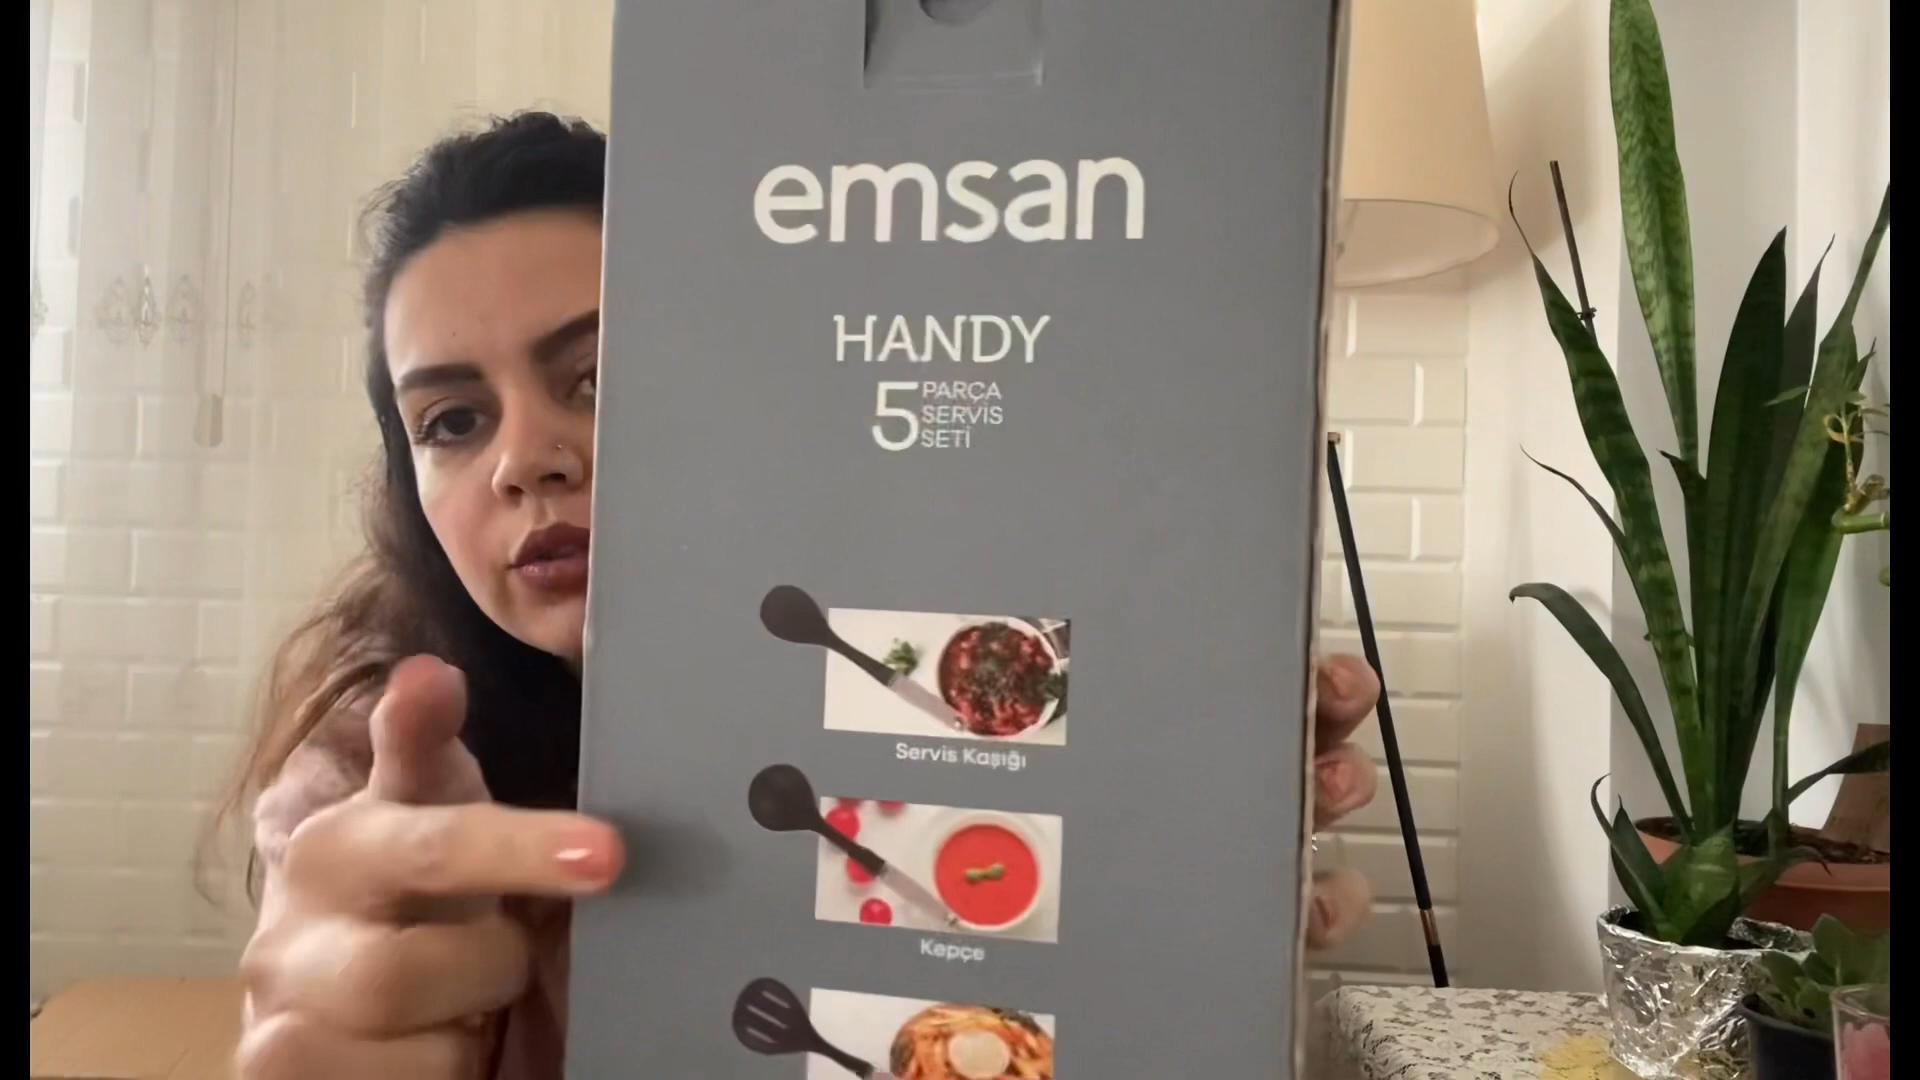 emsan
HANDY
5 PARÇA
SERVİS
SETİ
Servis Kaşığı
Kepçe